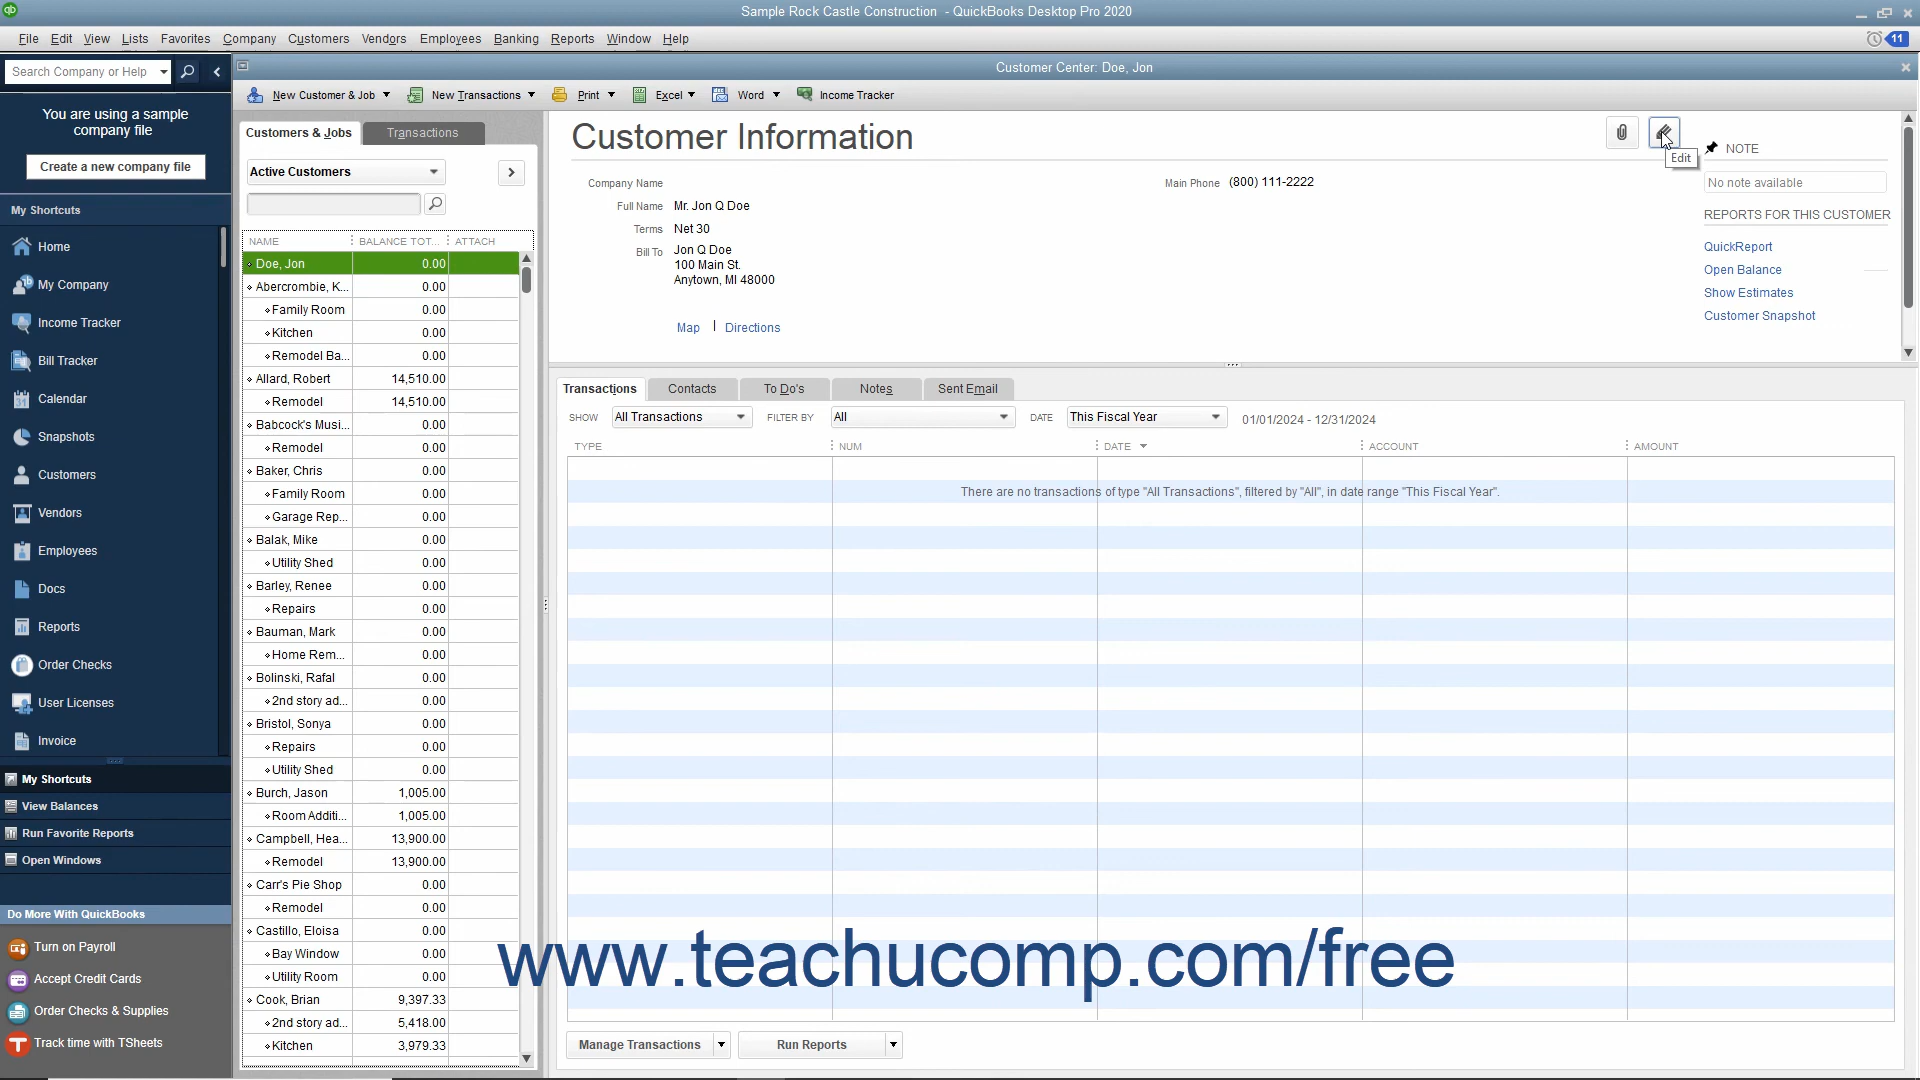 Sample Rock Castle Construction - QuickBooks Desktop Pro 2020
File Edit View Lists Favorites Company Customers Vendors Employees Banking Reports Window Help
11
Search Company or Help
Customer Center: Doe, Jon
New Customer & Job New Transactions Print Excel Word Income Tracker
You are using a sample
company file
Create a new company file
My Shortcuts
Home
My Company
Income Tracker
Bill Tracker
Calendar
Snapshots
Customers
Vendors
Employees
Docs
Reports
Order Checks
User Licenses
Invoice
My Shortcuts
View Balances
Run Favorite Reports
Open Windows
Do More With QuickBooks
Turn on Payroll
Accept Credit Cards
Order Checks & Supplies
Track time with TSheets
Customers & Jobs Transactions
Active Customers
NAME BALANCE TOT... ATTACH
Doe, Jon 0.00
Abercrombie, K... 0.00
Family Room 0.00
Kitchen 0.00
Remodel Ba... 0.00
Allard, Robert 14,510.00
Remodel 14,510.00
Babcock's Musi... 0.00
Remodel 0.00
Baker, Chris 0.00
Family Room 0.00
Garage Rep... 0.00
Balak, Mike 0.00
Utility Shed 0.00
Barley, Renee 0.00
Repairs 0.00
Bauman, Mark 0.00
Home Rem... 0.00
Bolinski, Rafal 0.00
2nd story ad... 0.00
Bristol, Sonya 0.00
Repairs 0.00
Utility Shed 0.00
Burch, Jason 1,005.00
Room Additi... 1,005.00
Campbell, Hea... 13,900.00
Remodel 13,900.00
Carr's Pie Shop 0.00
Remodel 0.00
Castillo, Eloisa 0.00
Bay Window 0.00
Utility Room 0.00
Cook, Brian 9,397.33
2nd story ad... 5,418.00
Kitchen 3,979.33
Customer Information
Edit
Company Name
Full Name Mr. Jon Q Doe
Terms Net 30
Bill To Jon Q Doe
100 Main St.
Anytown, MI 48000
Map | Directions
Main Phone (800) 111-2222
NOTE
No note available
REPORTS FOR THIS CUSTOMER
QuickReport
Open Balance
Show Estimates
Customer Snapshot
Transactions Contacts To Do's Notes Sent Email
SHOW All Transactions FILTER BY All DATE This Fiscal Year 01/01/2024 - 12/31/2024
TYPE NUM DATE ACCOUNT AMOUNT
There are no transactions of type "All Transactions", filtered by "All", in date range "This Fiscal Year".
www.teachucomp.com/free
Manage Transactions Run Reports